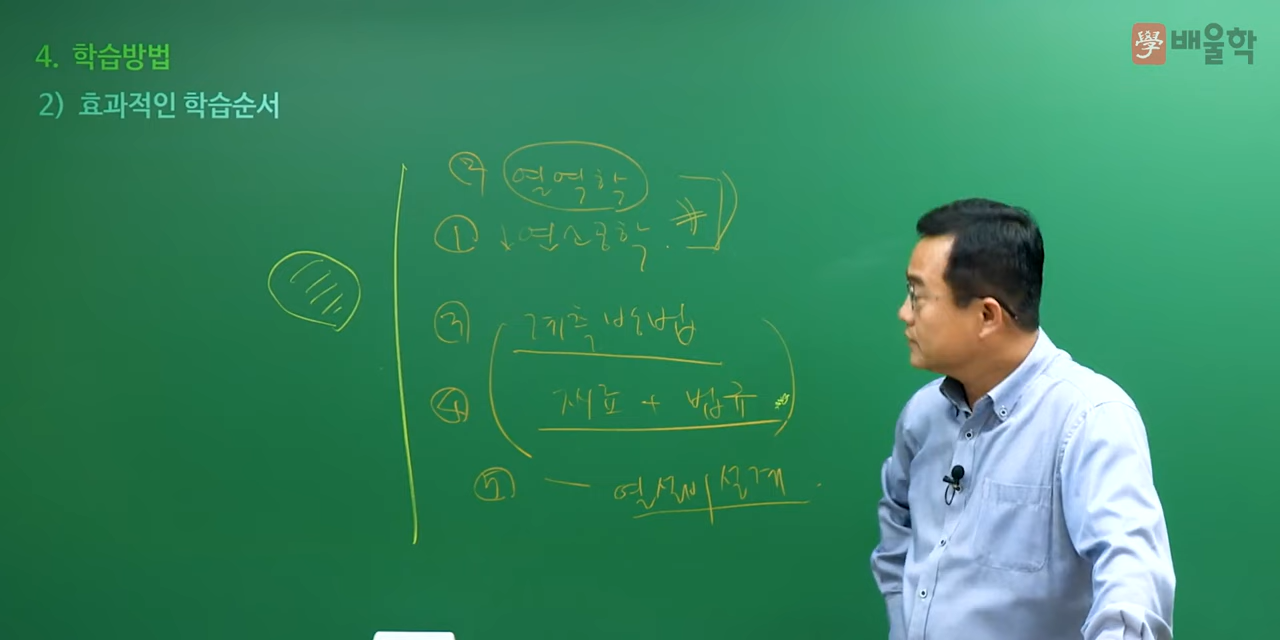 4. 학습방법
2) 효과적인 학습순서
學 배울학
② 열역학
① ↓ 연소공학.
③ 계측방법
④ 재료 + 법규
⑤ — 열설비설계.